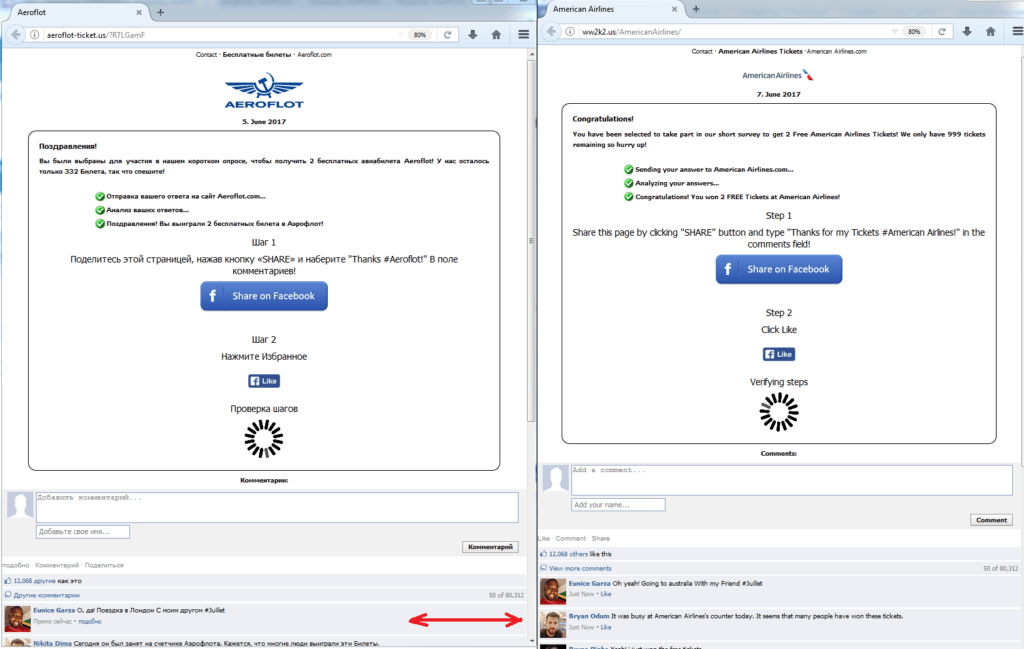 Aeroflot
aeroflot-ticket.us/?R7LGamF
80%
Contact · Бесплатные билеты · Aeroflot.com
AEROFLOT
5. June 2017
Поздравления!
Вы были выбраны для участия в нашем коротком опросе, чтобы получить 2 бесплатных авиабилета Aeroflot! У нас осталось
только 332 Билета, так что спешите!
Отправка вашего ответа на сайт Aeroflot.com...
Анализ ваших ответов...
Поздравления! Вы выиграли 2 бесплатных билета в Аэрофлот!
Шаг 1
Поделитесь этой страницей, нажав кнопку «SHARE» и наберите "Thanks #Aeroflot!" В поле
комментариев!
f Share on Facebook
Шаг 2
Нажмите Избранное
Like
Проверка шагов
Комментарии:
Добавить комментарий...
Добавьте свое имя...
Комментарий
подобно · Комментарий · Поделиться
12,068 другие как это
Другие комментарии
50 of 80,312
Eunice Garza О, да! Поездка в Лондон С моим другом #Juillet
Прямо сейчас · подобно
Nikita Dima Сегодня он был занят на счетчике Аэрофлота. Кажется, что многие люди выиграли эти Билеты.
American Airlines
ww2k2.us/AmericanAirlines/
80%
Contact · American Airlines Tickets ·American Airlines.com
American Airlines
7. June 2017
Congratulations!
You have been selected to take part in our short survey to get 2 Free American Airlines Tickets! We only have 999 tickets
remaining so hurry up!
Sending your answer to American Airlines.com...
Analyzing your answers...
Congratulations! You won 2 FREE Tickets at American Airlines!
Step 1
Share this page by clicking "SHARE" button and type "Thanks for my Tickets #American Airlines!" in the
comments field!
f Share on Facebook
Step 2
Click Like
Like
Verifying steps
Comments:
Add a comment...
Add your name...
Comment
Like · Comment · Share
12,068 others like this
View more comments
50 of 80,312
Eunice Garza Oh yeah! Going to australia With my Friend #Juillet
Just Now · Like
Bryan Odum It was busy at American Airlines's counter today. It seems that many people have won these tickets.
Just Now · Like